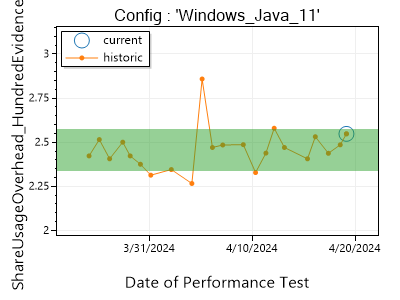 Config : 'Windows_Java_11'
current
historic
ShareUsageOverhead_HundredEvidence
3
2.75
2.5
2.25
2
3/31/2024
4/10/2024
4/20/2024
Date of Performance Test